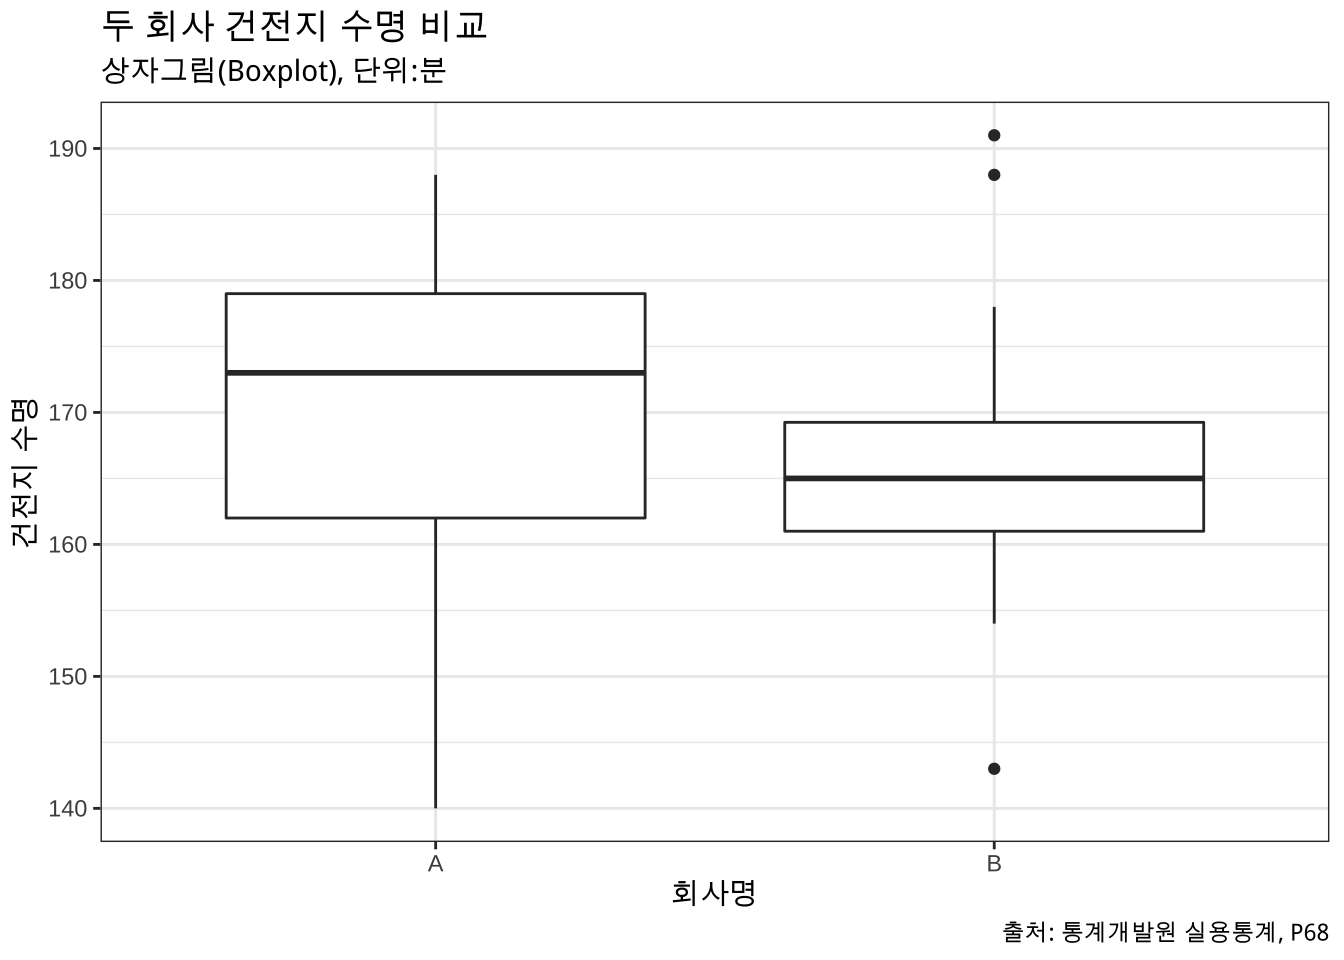 두 회사 건전지 수명 비교
상자그림(Boxplot), 단위:분
건전지 수명
190
180
170
160
150
140
A
B
회사명
출처: 통계개발원 실용통계, P68